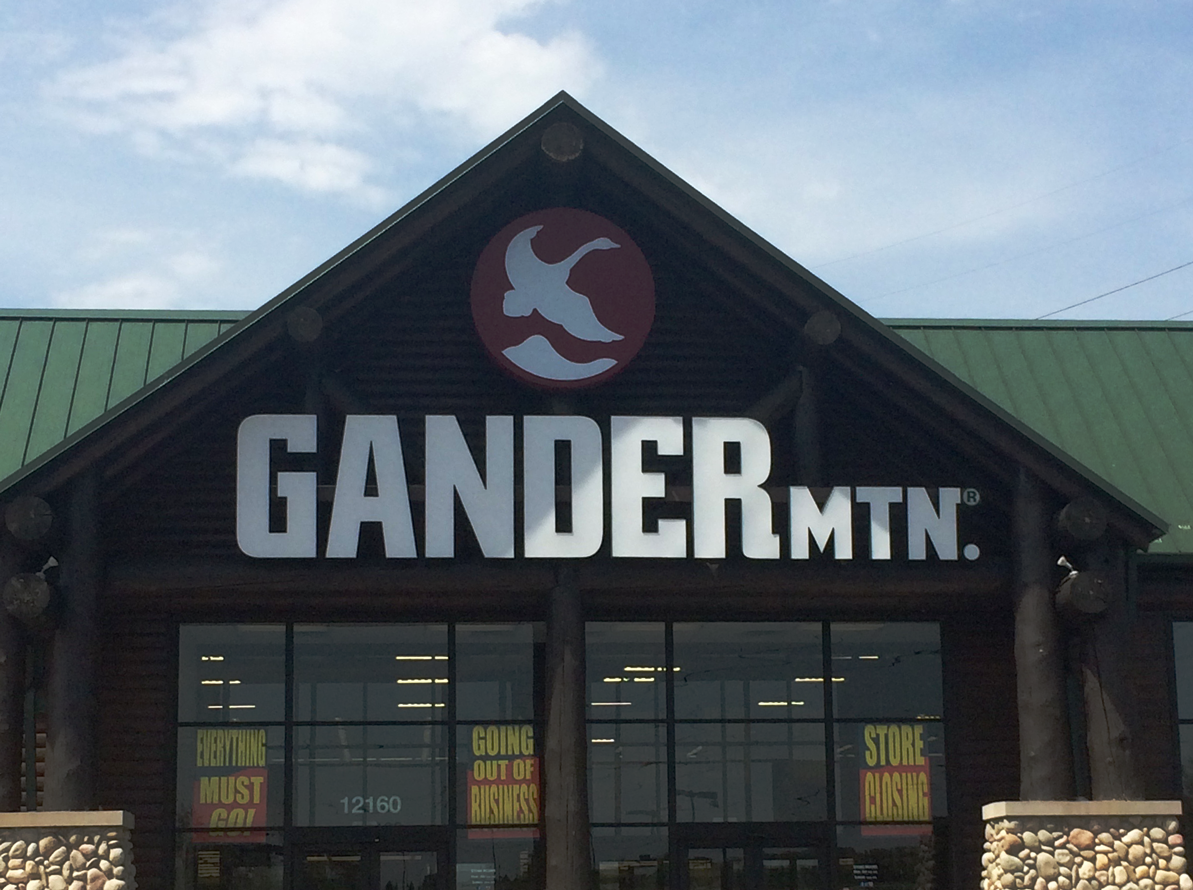 GANDER MTN.®
EVERYTHING
MUST
GO!
12160
GOING
OUT OF
BUSINESS
STORE
CLOSING